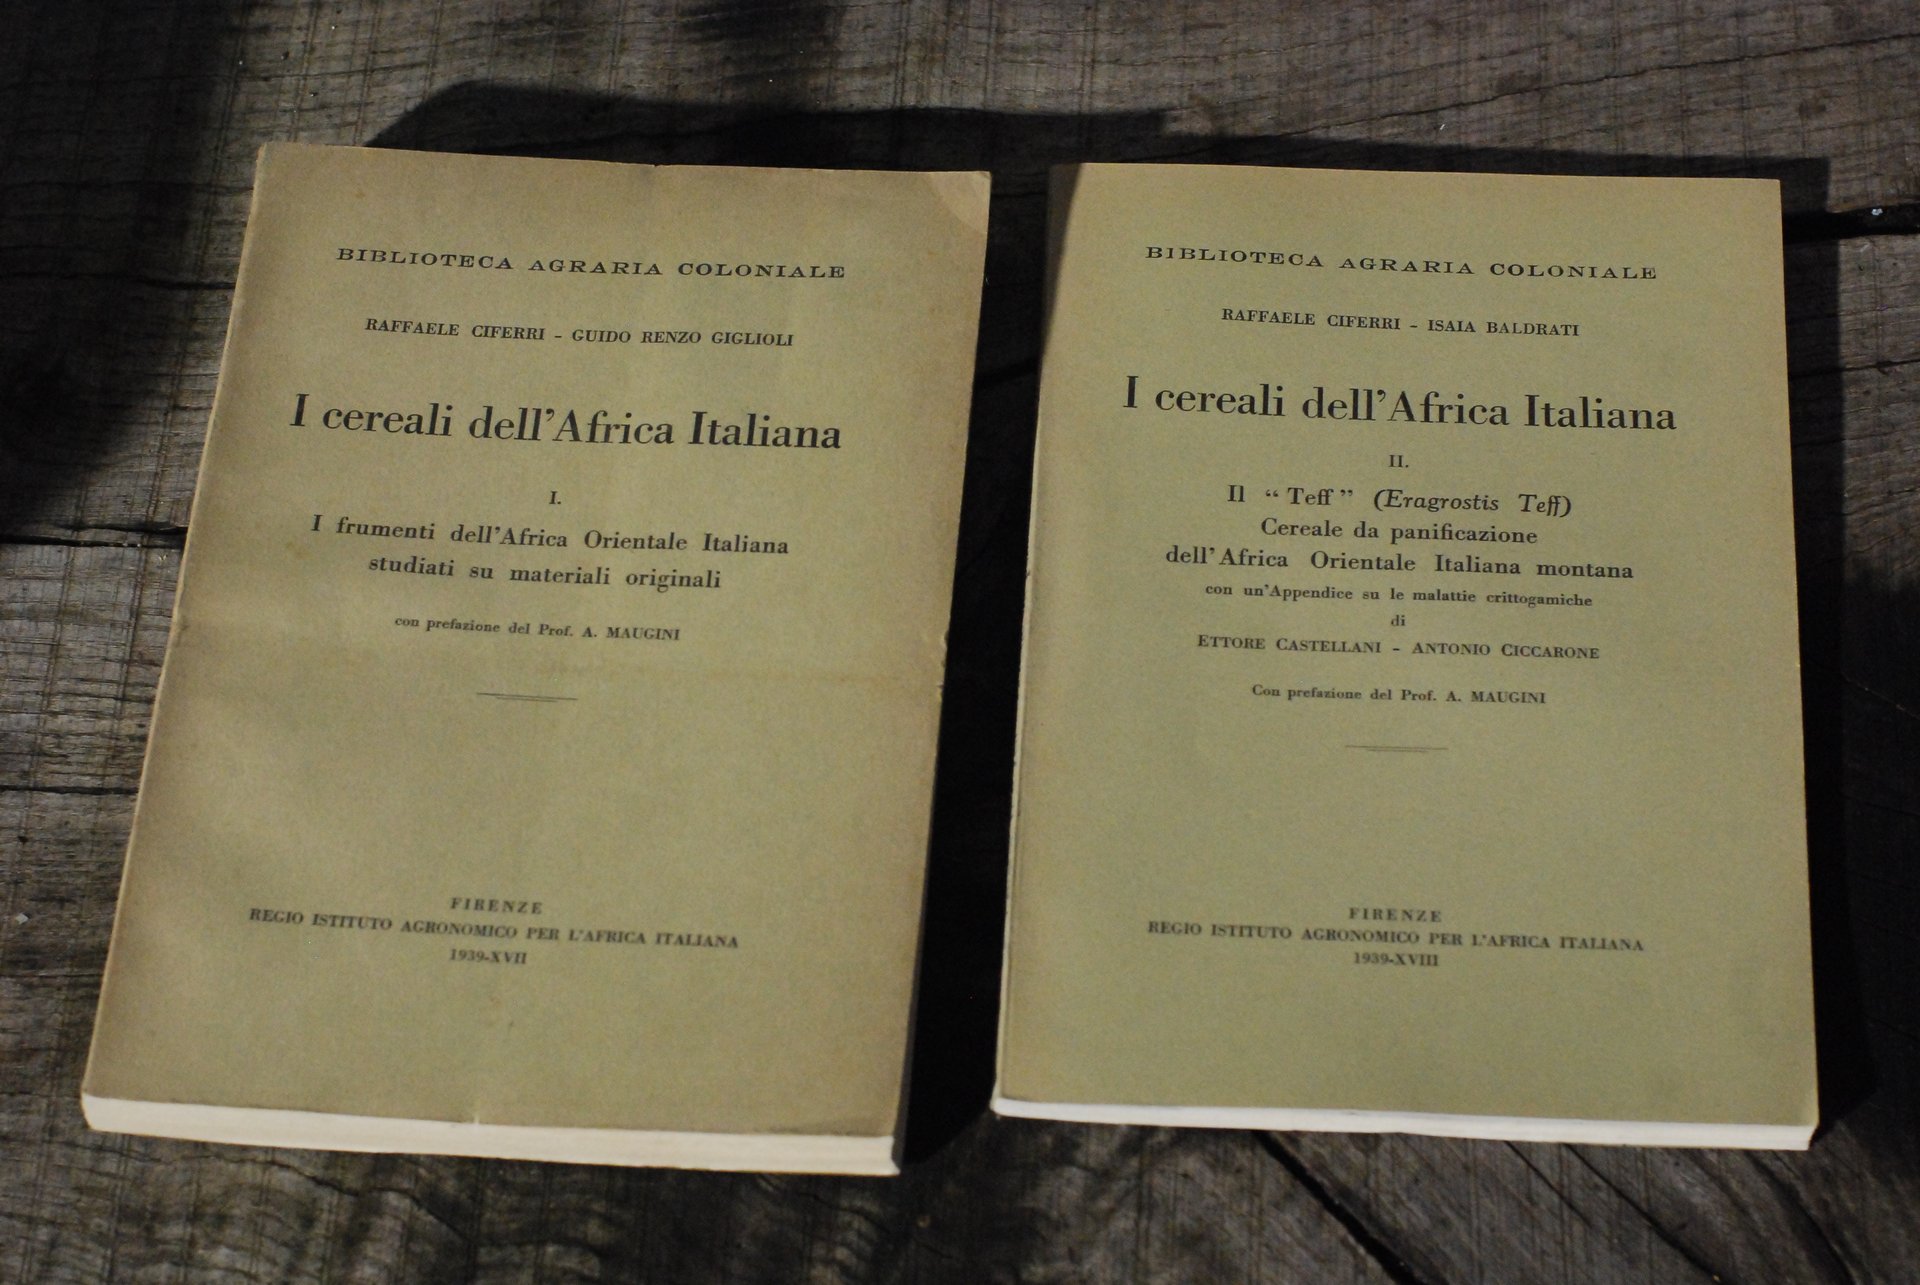 BIBLIOTECA AGRARIA COLONIALE
RAFFAELE CIFERRI - GUIDO RENZO GIGLIOLI
I cereali dell'Africa Italiana
I.
I frumenti dell'Africa Orientale Italiana
studiati su materiali originali
con prefazione del Prof. A. MAUGINI
FIRENZE
REGIO ISTITUTO AGRONOMICO PER L'AFRICA ITALIANA
1939-XVII
BIBLIOTECA AGRARIA COLONIALE
RAFFAELE CIFERRI - ISAIA BALDRATI
I cereali dell'Africa Italiana
II.
Il “ Teff ” (Eragrostis Teff)
Cereale da panificazione
dell'Africa Orientale Italiana montana
con un'Appendice su le malattie crittogamiche
di
ETTORE CASTELLANI - ANTONIO CICCARONE
Con prefazione del Prof. A. MAUGINI
FIRENZE
REGIO ISTITUTO AGRONOMICO PER L'AFRICA ITALIANA
1939-XVIII